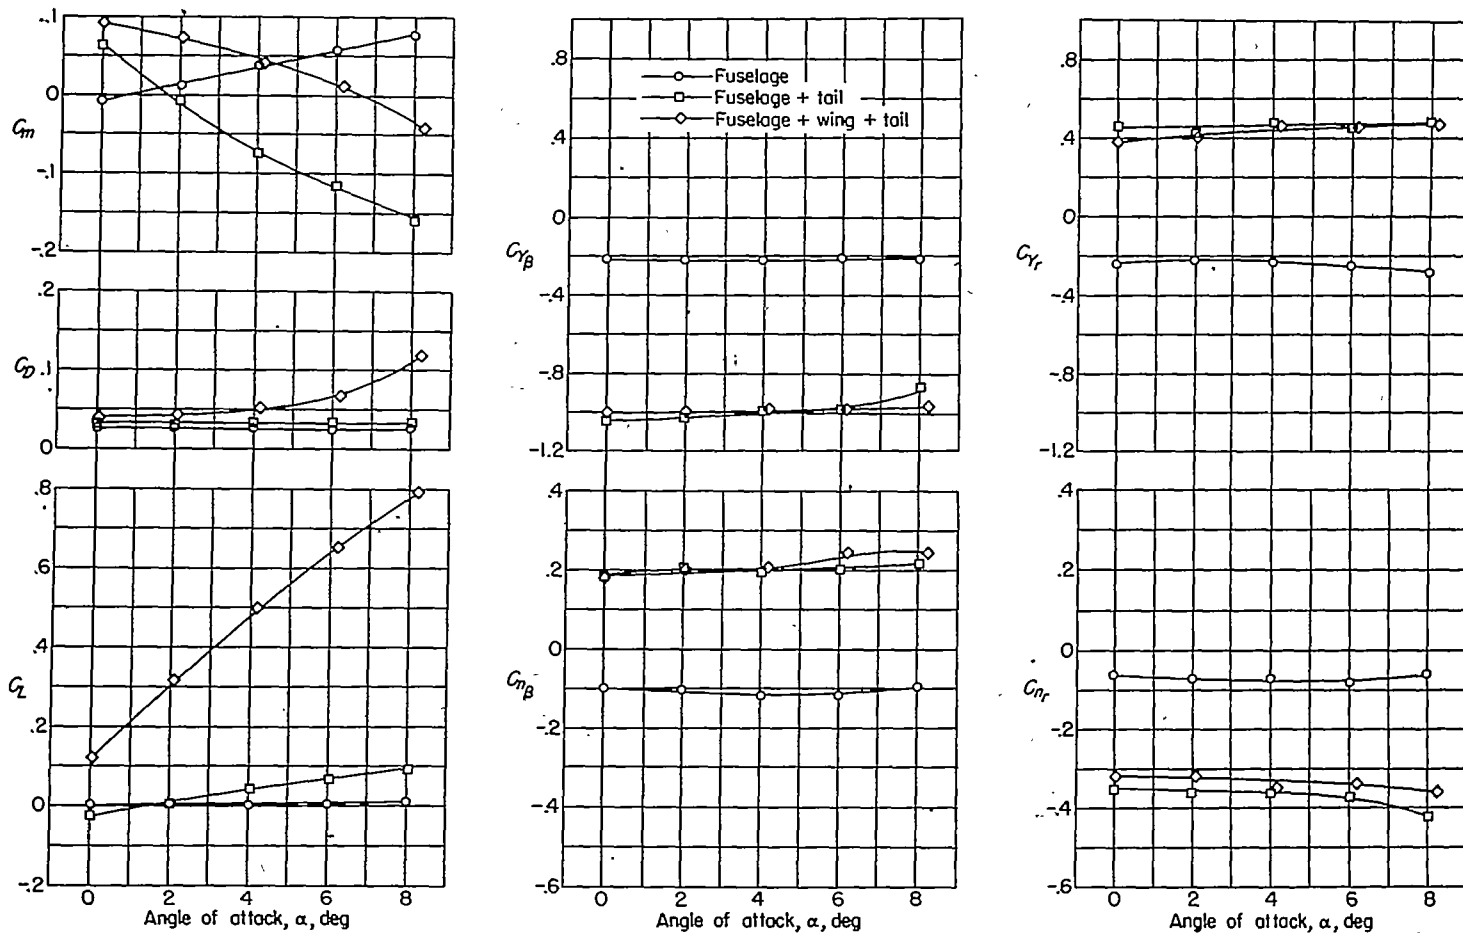 .1
0
-.1
-.2
Cm
.2
.1
0
CD
.8
.6
.4
.2
0
-.2
CL
0 2 4 6 8
Angle of attack, α, deg
.8
.4
0
-.4
-.8
-1.2
CYβ
Fuselage
Fuselage + tail
Fuselage + wing + tail
.4
.2
0
-.2
-.4
-.6
Cnβ
0 2 4 6 8
Angle of attack, α, deg
.8
.4
0
-.4
-.8
-1.2
CYr
.4
.2
0
-.2
-.4
-.6
Cnr
0 2 4 6 8
Angle of attack, α, deg